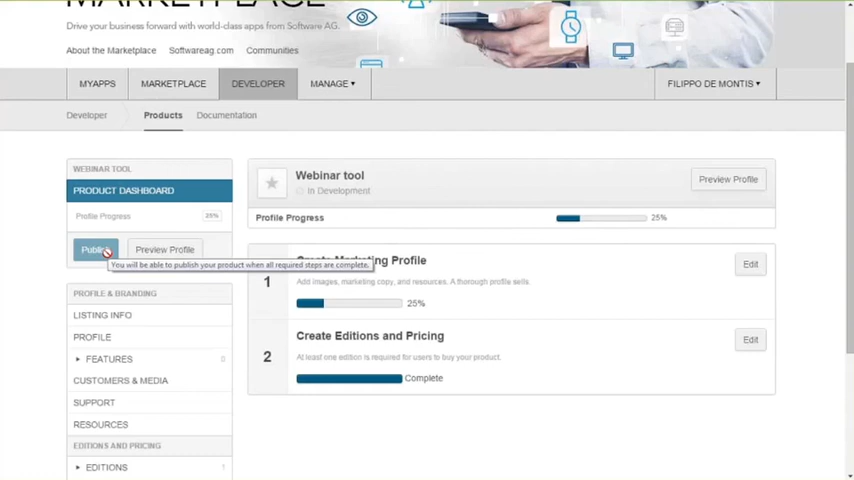 MARKETPLACE
Drive your business forward with world-class apps from Software AG.
About the Marketplace Softwareag.com Communities
MYAPPS MARKETPLACE DEVELOPER MANAGE FILIPPO DE MONTIS
Developer Products Documentation
WEBINAR TOOL
PRODUCT DASHBOARD
Profile Progress 25%
Publish Preview Profile
You will be able to publish your product when all required steps are complete.
PROFILE & BRANDING
LISTING INFO
PROFILE
FEATURES 0
CUSTOMERS & MEDIA
SUPPORT
RESOURCES
EDITIONS AND PRICING
EDITIONS 1
Webinar tool
In Development
Preview Profile
Profile Progress 25%
1
Create Marketing Profile
Edit
Add images, marketing copy, and resources. A thorough profile sells.
25%
2
Create Editions and Pricing
Edit
At least one edition is required for users to buy your product.
Complete